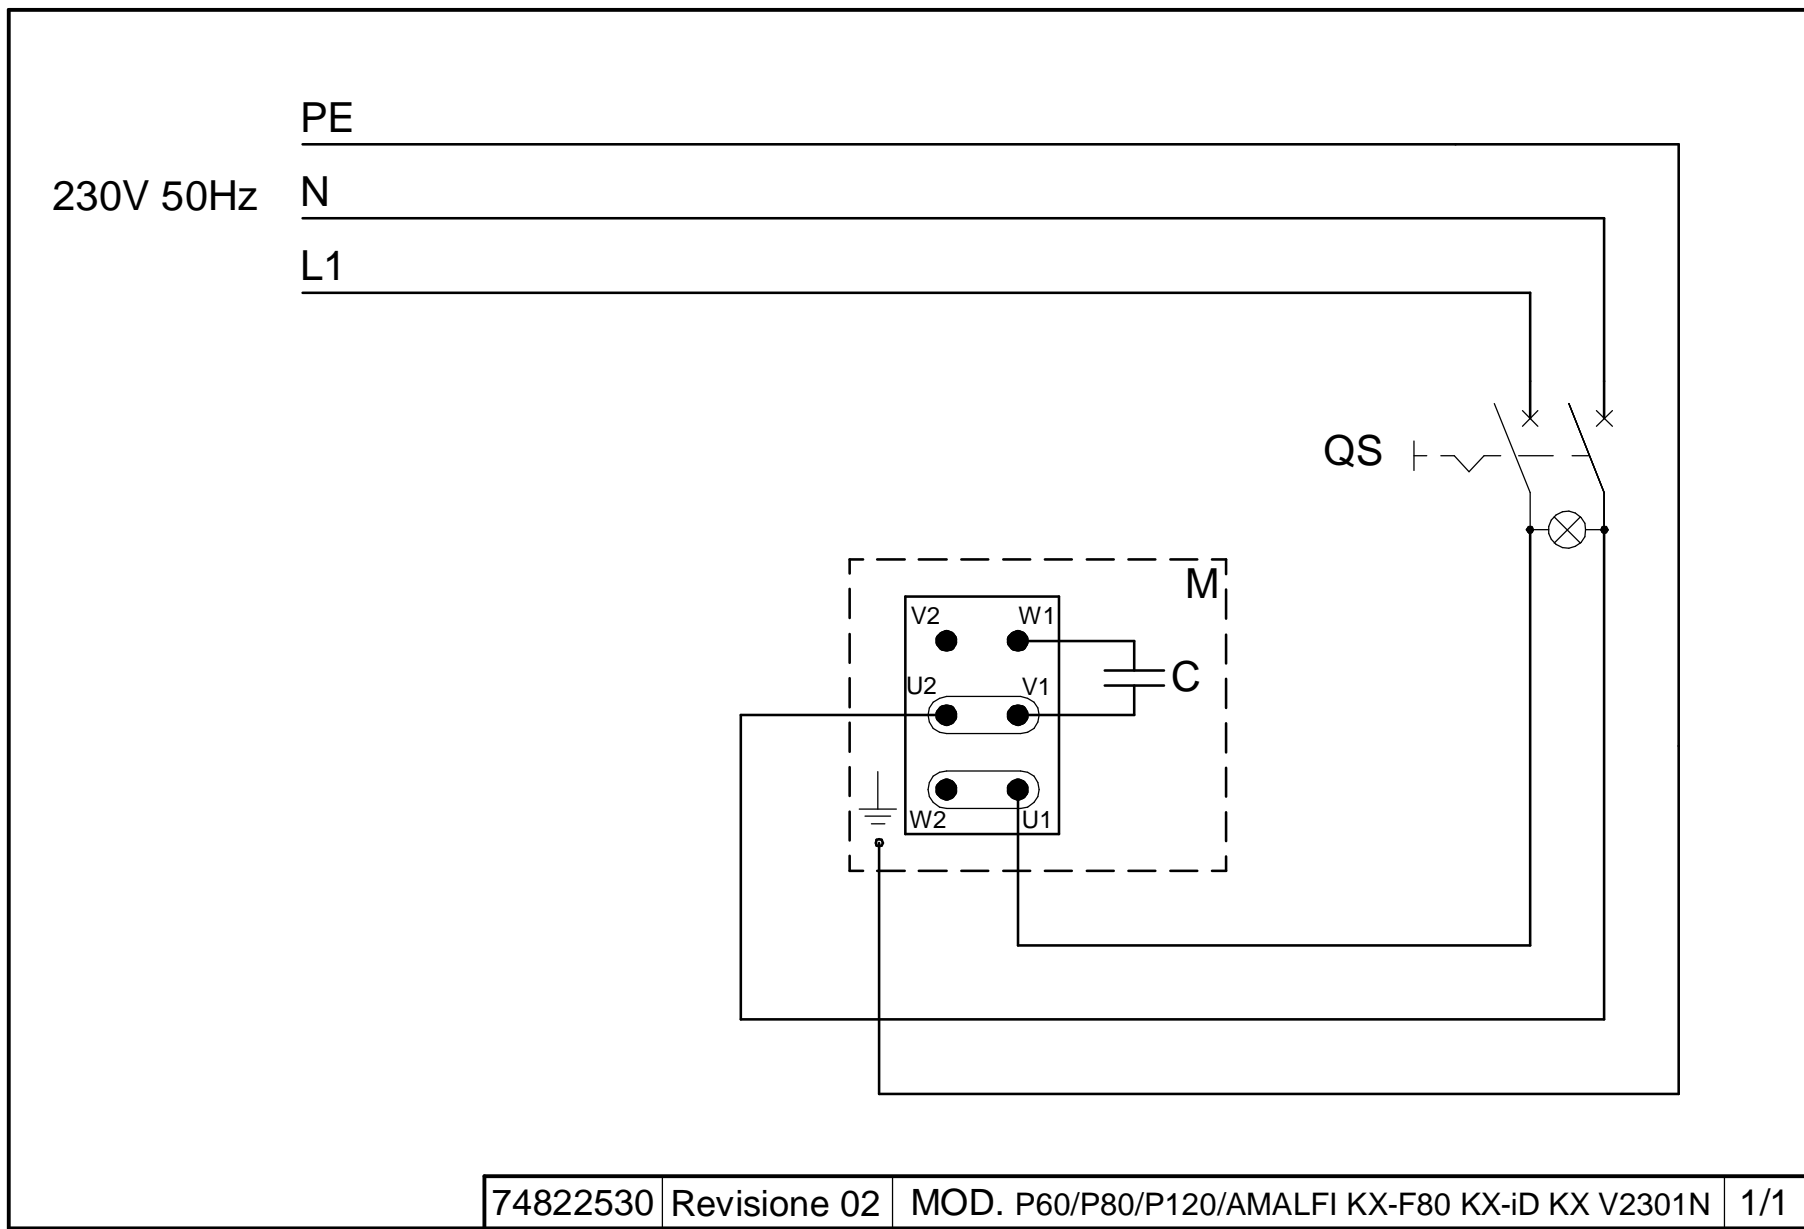 PE
230V 50Hz N
L1
QS
M
V2 W1
C
U2 V1
W2 U1
74822530 Revisione 02 MOD. P60/P80/P120/AMALFI KX-F80 KX-iD KX V2301N 1/1